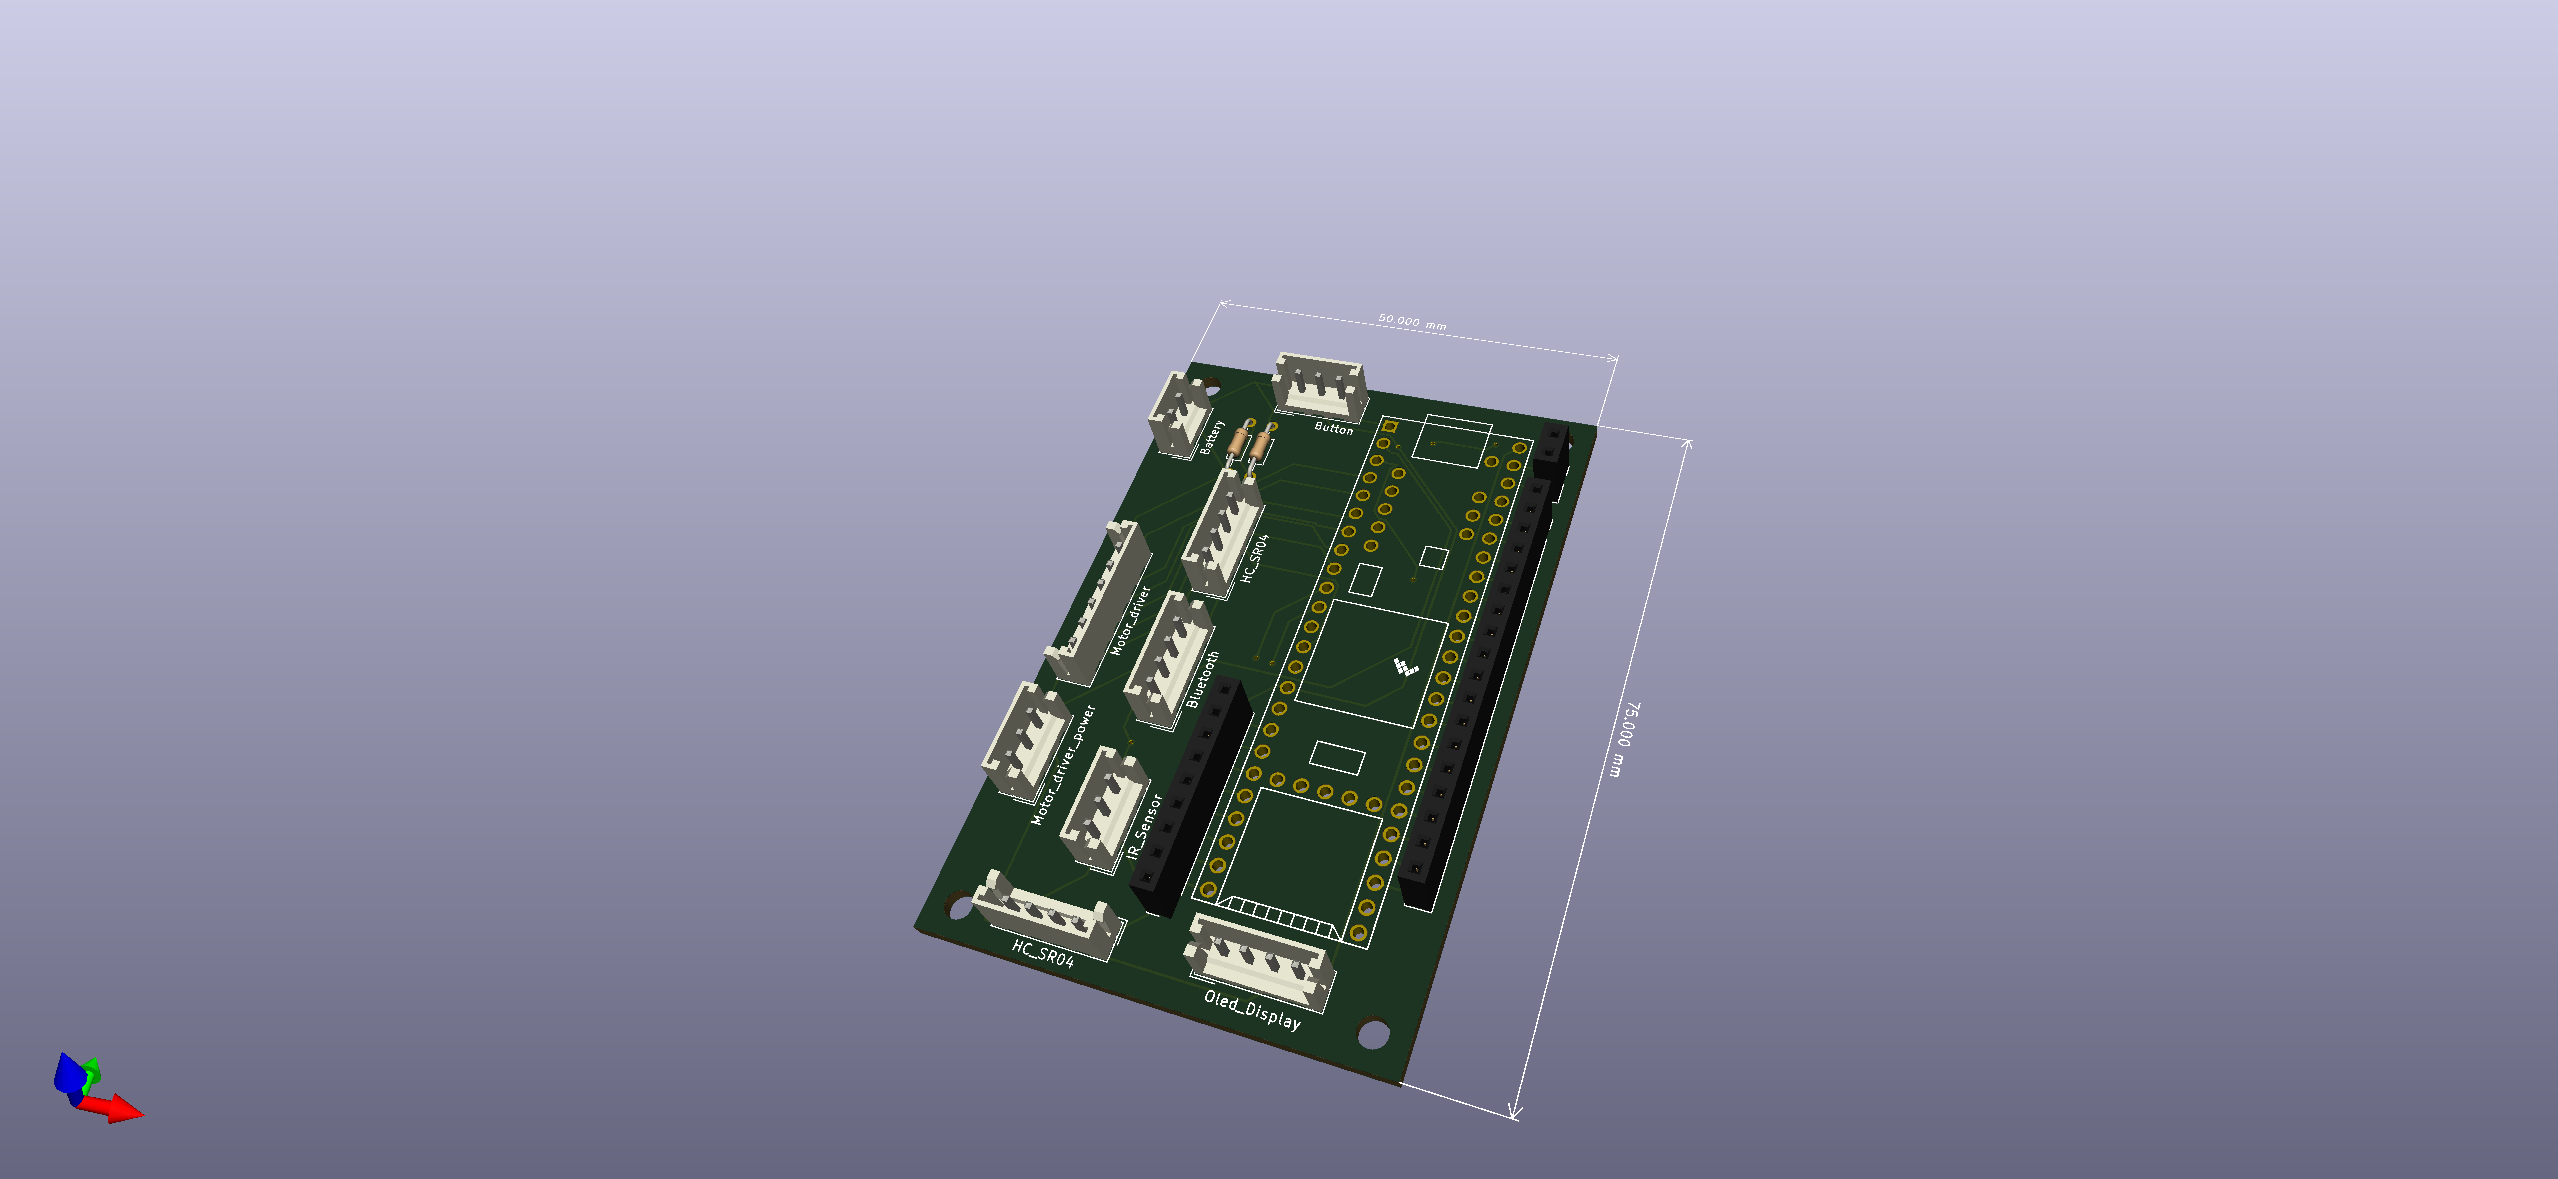 50.000 mm
Button
Battery
HC_SR04
Motor_driver
Bluetooth
Motor_driver_power
IR_Sensor
75.000 mm
HC_SR04
Oled_Display